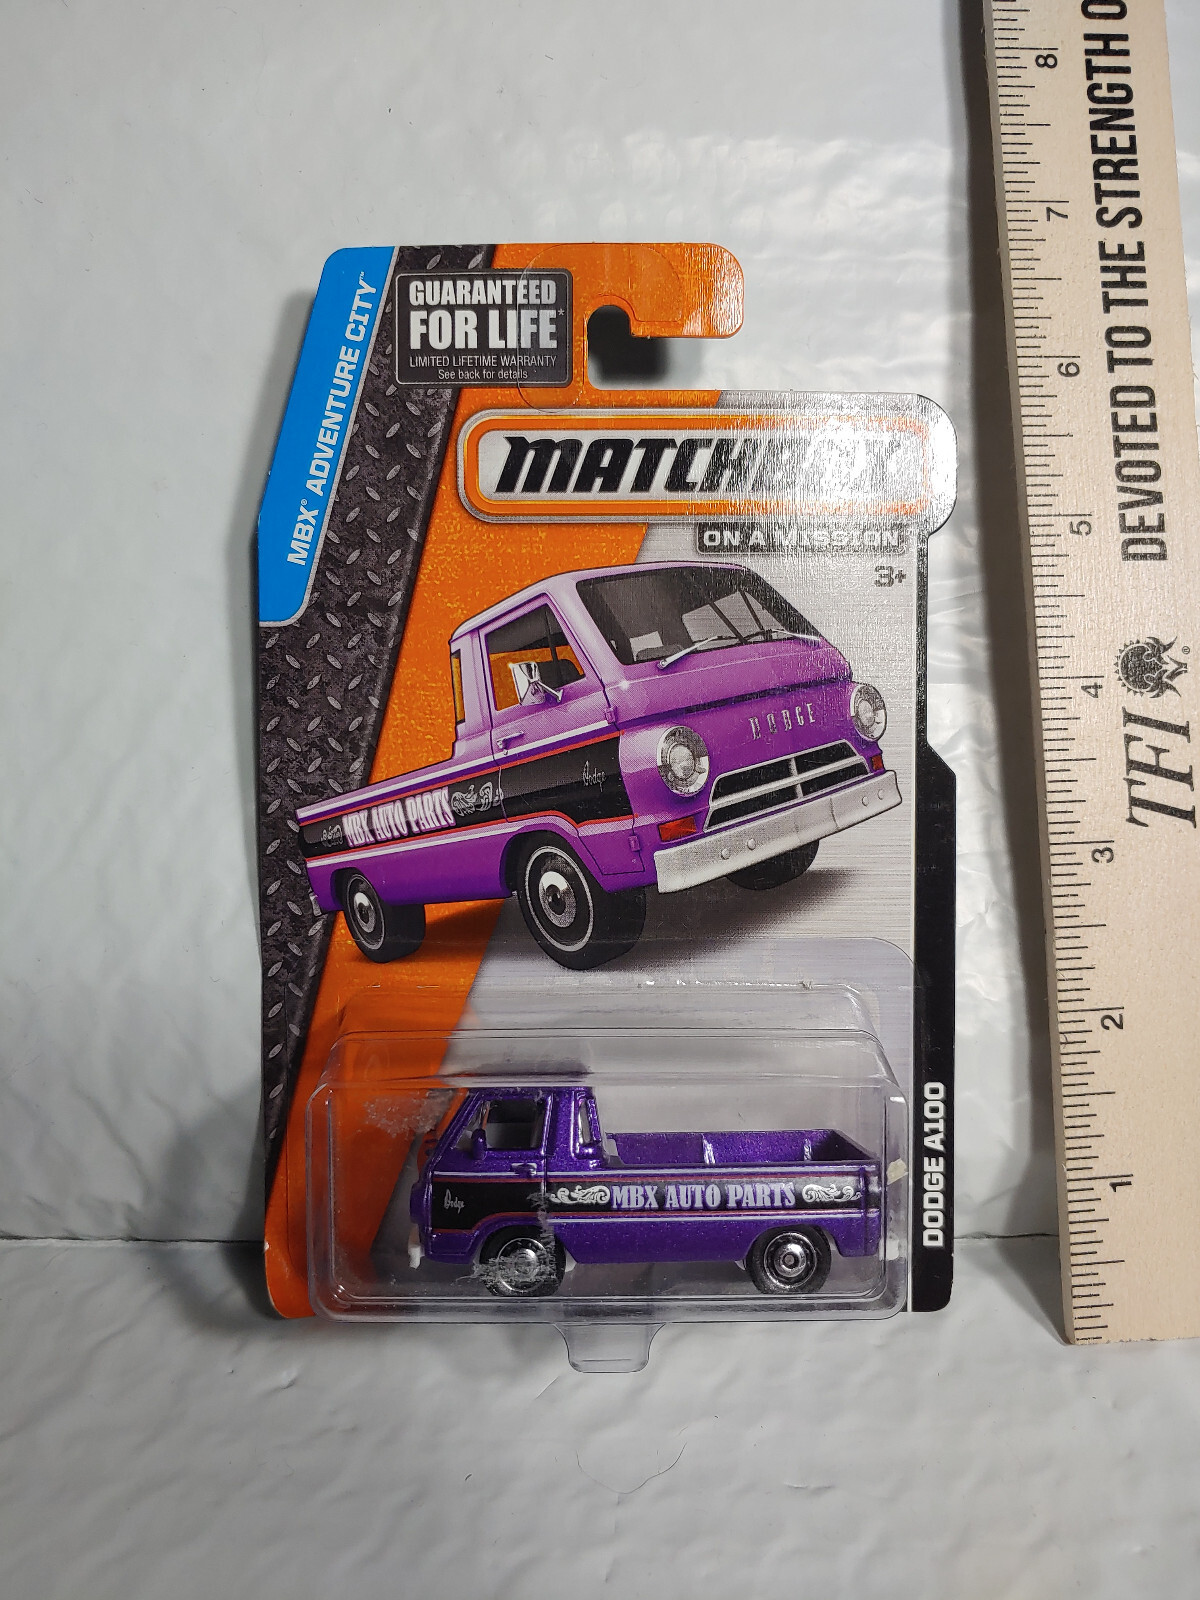 GUARANTEED
FOR LIFE*
LIMITED LIFETIME WARRANTY
See back for details
MBX® ADVENTURE CITY™
MATCHBOX
ON A MISSION
3+
DODGE
Dodge
MBX AUTO PARTS
Dodge
MBX AUTO PARTS
DODGE A100
DEVOTED TO THE STRENGTH O
TFI®
8
7
6
5
4
3
2
1